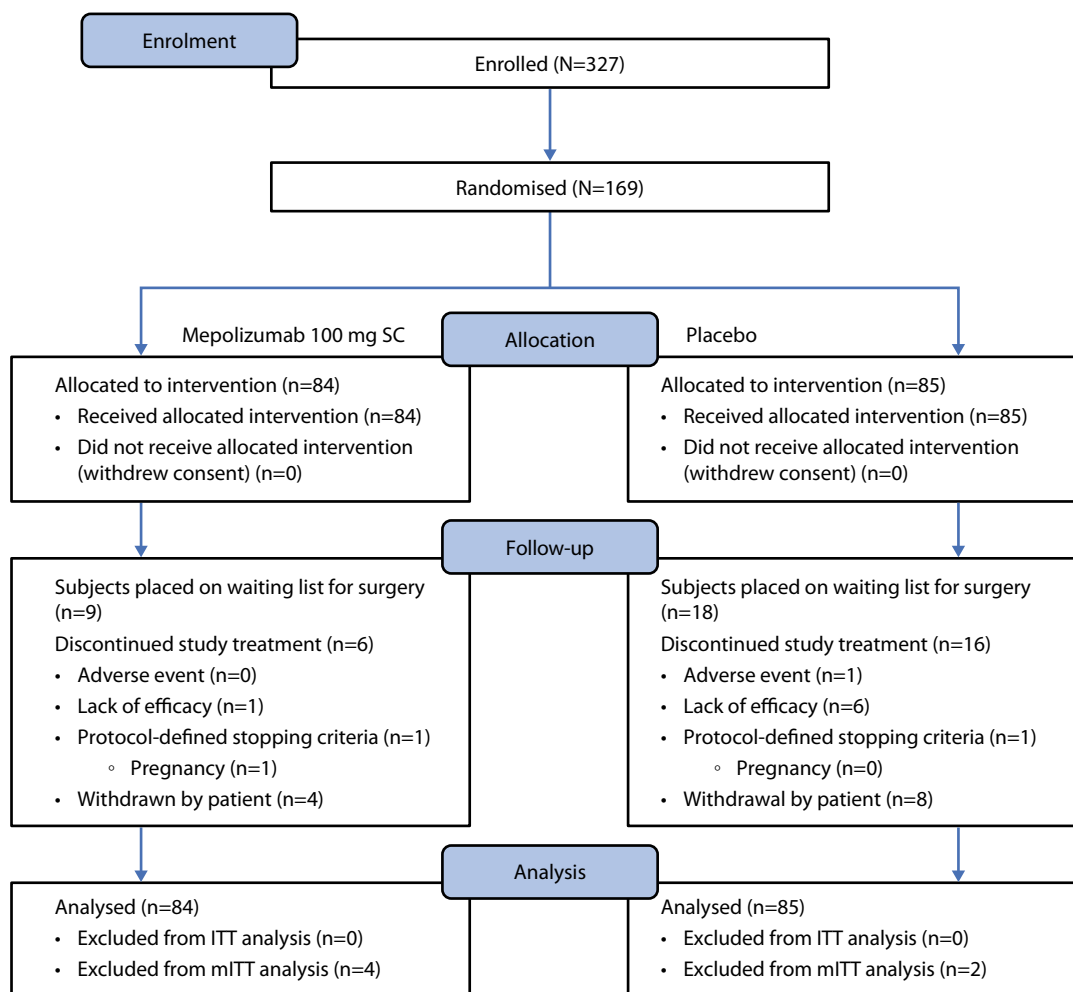 Enrolment
Enrolled (N=327)
Randomised (N=169)
Mepolizumab 100 mg SC
Allocation
Placebo
Allocated to intervention (n=84)
• Received allocated intervention (n=84)
• Did not receive allocated intervention
(withdrew consent) (n=0)
Allocated to intervention (n=85)
• Received allocated intervention (n=85)
• Did not receive allocated intervention
(withdrew consent) (n=0)
Follow-up
Subjects placed on waiting list for surgery
(n=9)
Discontinued study treatment (n=6)
• Adverse event (n=0)
• Lack of efficacy (n=1)
• Protocol-defined stopping criteria (n=1)
◦ Pregnancy (n=1)
• Withdrawn by patient (n=4)
Subjects placed on waiting list for surgery
(n=18)
Discontinued study treatment (n=16)
• Adverse event (n=1)
• Lack of efficacy (n=6)
• Protocol-defined stopping criteria (n=1)
◦ Pregnancy (n=0)
• Withdrawal by patient (n=8)
Analysis
Analysed (n=84)
• Excluded from ITT analysis (n=0)
• Excluded from mITT analysis (n=4)
Analysed (n=85)
• Excluded from ITT analysis (n=0)
• Excluded from mITT analysis (n=2)